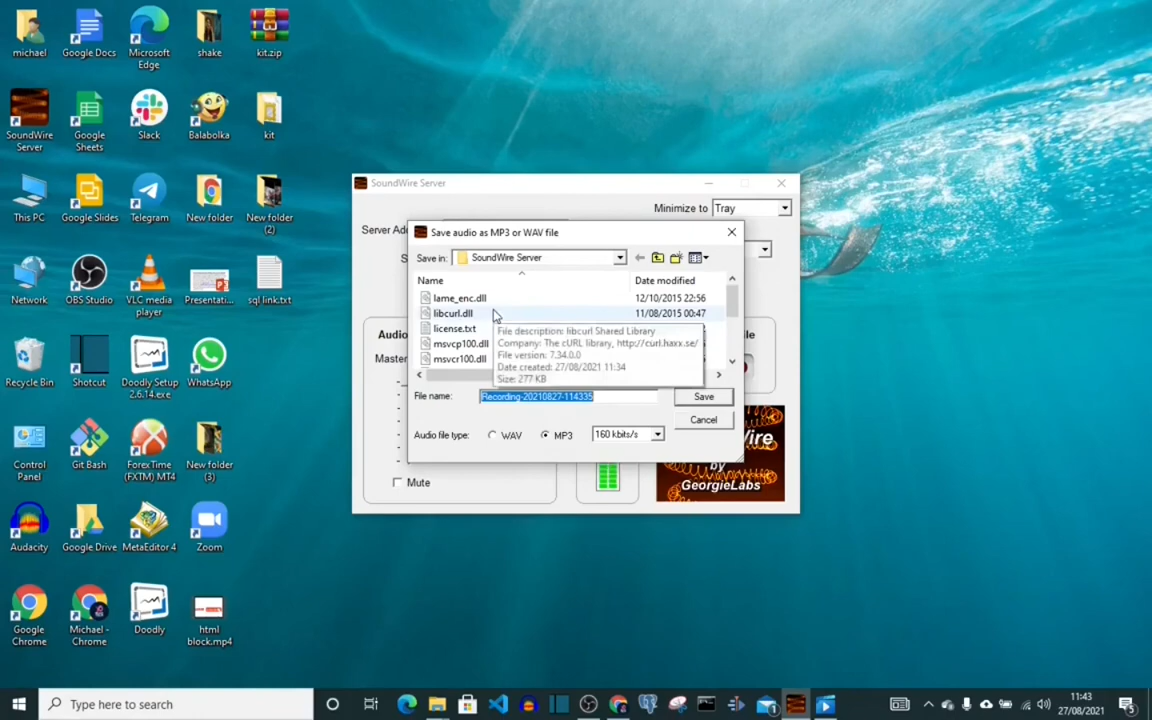 michael
Google Docs
Microsoft
Edge
shake
kit.zip
SoundWire
Server
Google
Sheets
Slack
Balabolka
kit
This PC
Google Slides
Telegram
New folder
New folder
(2)
Network
OBS Studio
VLC media
player
Presentati...
sql link.txt
Recycle Bin
Shotcut
Doodly Setup
2.6.14.exe
WhatsApp
Control
Panel
Git Bash
ForexTime
(FXTM) MT4
New folder
(3)
Audacity
Google Drive
MetaEditor 4
Zoom
Google
Chrome
Michael -
Chrome
Doodly
html
block.mp4
SoundWire Server
Minimize to
Tray
Server Ad
Save audio as MP3 or WAV file
Save in:
SoundWire Server
Name
Date modified
lame_enc.dll
12/10/2015 22:56
libcurl.dll
11/08/2015 00:47
license.txt
msvcp100.dll
msvcr100.dll
File description: libcurl Shared Library
Company: The cURL library, http://curl.haxx.se/
File version: 7.34.0.0
Date created: 27/08/2021 11:34
Size: 277 KB
File name:
Recording-20210827-114335
Save
Cancel
Audio file type:
WAV
MP3
160 kbits/s
Audio
Master
le
Mute
Wire
by
GeorgieLabs
Type here to search
11:43
27/08/2021
1
5